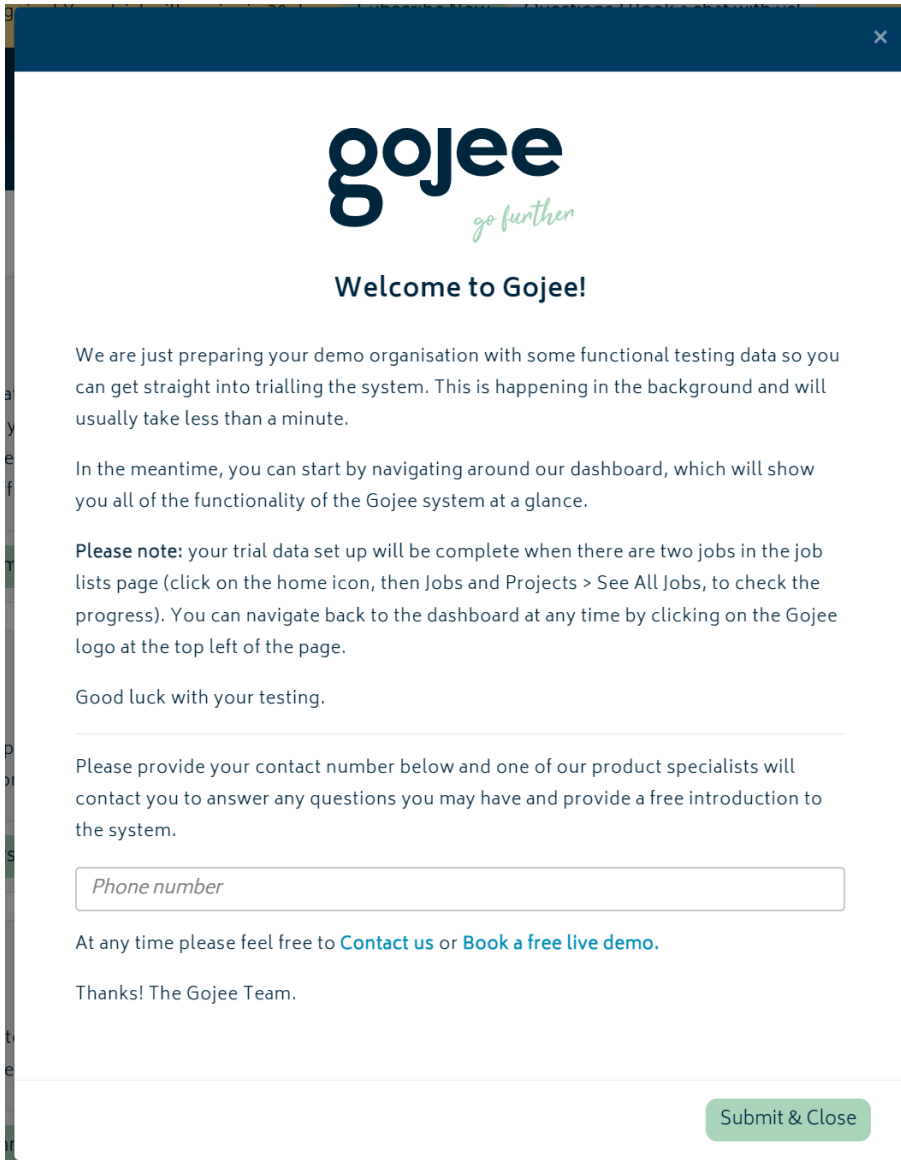 Subscribe Now
×
gojee
go further
Welcome to Gojee!
We are just preparing your demo organisation with some functional testing data so you
can get straight into trialling the system. This is happening in the background and will
usually take less than a minute.
In the meantime, you can start by navigating around our dashboard, which will show
you all of the functionality of the Gojee system at a glance.
Please note: your trial data set up will be complete when there are two jobs in the job
lists page (click on the home icon, then Jobs and Projects > See All Jobs, to check the
progress). You can navigate back to the dashboard at any time by clicking on the Gojee
logo at the top left of the page.
Good luck with your testing.
Please provide your contact number below and one of our product specialists will
contact you to answer any questions you may have and provide a free introduction to
the system.
Phone number
At any time please feel free to Contact us or Book a free live demo.
Thanks! The Gojee Team.
Submit & Close